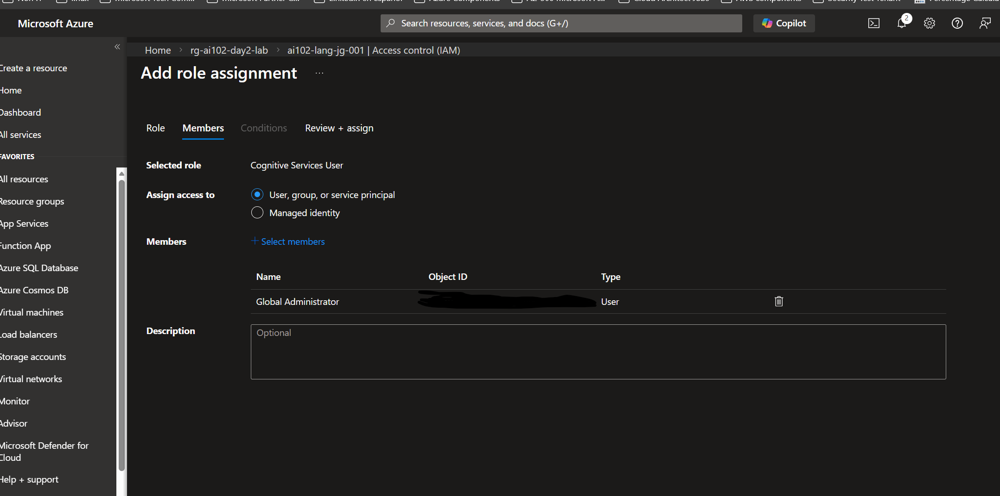 Microsoft Azure
Search resources, services, and docs (G+/)
Copilot
2
Home > rg-ai102-day2-lab > ai102-lang-jg-001 | Access control (IAM)
Add role assignment ...
Create a resource
Home
Dashboard
All services
FAVORITES
All resources
Resource groups
App Services
Function App
Azure SQL Database
Azure Cosmos DB
Virtual machines
Load balancers
Storage accounts
Virtual networks
Monitor
Advisor
Microsoft Defender for
Cloud
Help + support
Role Members Conditions Review + assign
Selected role Cognitive Services User
Assign access to User, group, or service principal
Managed identity
Members + Select members
Name Object ID Type
Global Administrator User
Description Optional